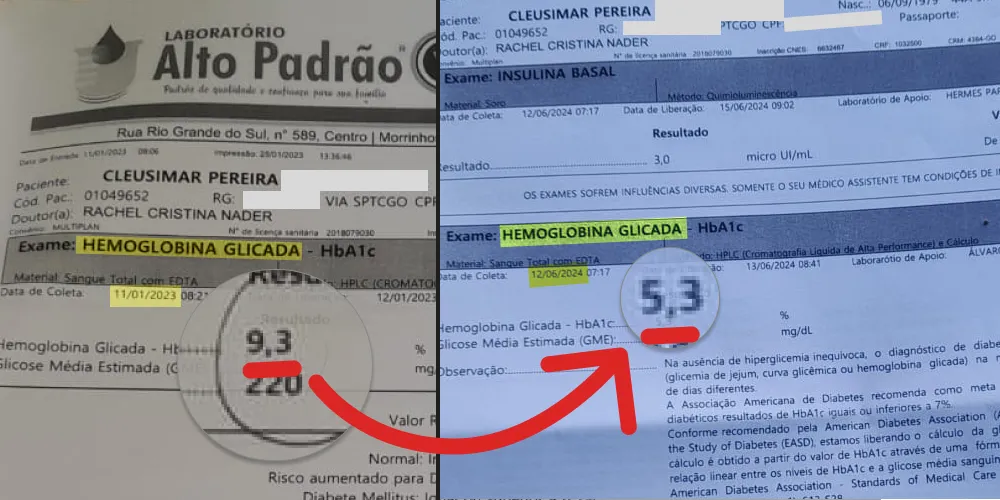 LABORATÓRIO
Alto Padrão
Padrão de qualidade e confiança para sua família
Rua Rio Grande do Sul, n° 589, Centro | Morrinho
Data de Entrada 11/01/2023 08:06 Impressão: 25/01/2023 13:36:46
Paciente: CLEUSIMAR PEREIRA
Cód. Pac.: 01049652 RG: VIA SPTCGO CPF
Doutor(a): RACHEL CRISTINA NADER
Convênio: MULTIPLAN N° de licença sanitária 2018079030
Exame: HEMOGLOBINA GLICADA - HbA1c
Material: Sangue Total com EDTA : HPLC (CROMATO
Data de Coleta: 11/01/2023 08:21 12/01/2023
Resultado
Hemoglobina Glicada - Hb 9,3 %
Glicose Média Estimada (G 220 mg
Valor R
Normal: In
Risco aumentado para D
Diabete Mellitus: Ig
Paciente: CLEUSIMAR PEREIRA Nasc.: 06/09/1979
Cód. Pac.: 01049652 RG: SPTCGO CPF: Passaporte:
Doutor(a): RACHEL CRISTINA NADER
Convênio: Multiplan N° de licença sanitária 2018079030 Inscrição CNES: 6632467 CRF: 1032500 CRM: 4384-GO
Exame: INSULINA BASAL
Material: Soro Método: Quimioluminescência
Data de Coleta: 12/06/2024 07:17 Data de Liberação: 15/06/2024 09:02 Laboratório de Apoio: HERMES PAR
Resultado
esultado 3,0 micro UI/mL
OS EXAMES SOFREM INFLUÊNCIAS DIVERSAS. SOMENTE O SEU MÉDICO ASSISTENTE TEM CONDIÇÕES DE IN
Exame: HEMOGLOBINA GLICADA - HbA1c
Material: Sangue Total com EDTA do: HPLC (Cromatografia Liquida de Alta Performance) e Cálculo
Data de Coleta: 12/06/2024 07:17 ão: 13/06/2024 08:41 Laboratório de Apoio: ÁLVARO
Hemoglobina Glicada - HbA1c: 5,3 %
Glicose Média Estimada (GME): mg/dL
Observação:
Na ausência de hiperglicemia inequívoca, o diagnóstico de diabe
(glicemia de jejum, curva glicêmica ou hemoglobina glicada) na m
de dias diferentes.
A Associação Americana de Diabetes recomenda como meta
diabéticos resultados de HbA1c iguais ou inferiores a 7%.
Conforme recomendado pela American Diabetes Association (A
the Study of Diabetes (EASD), estamos liberando o cálculo da gl
cálculo é obtido a partir do valor de HbA1c através de uma fórm
relação linear entre os níveis de HbA1c e a glicose média sanguín
American Diabetes Association - Standards of Medical Care